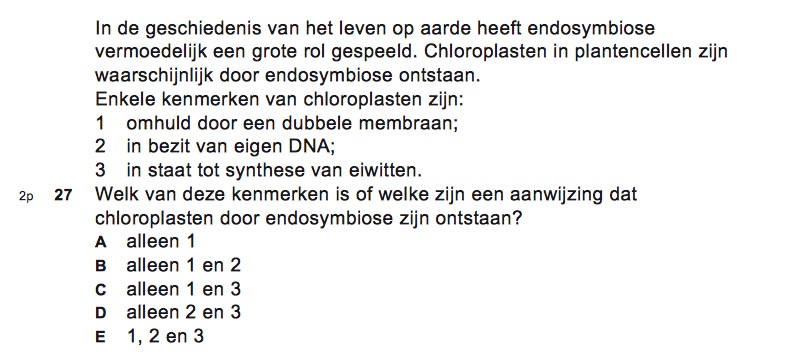 In de geschiedenis van het leven op aarde heeft endosymbiose
vermoedelijk een grote rol gespeeld. Chloroplasten in plantencellen zijn
waarschijnlijk door endosymbiose ontstaan.
Enkele kenmerken van chloroplasten zijn:
1 omhuld door een dubbele membraan;
2 in bezit van eigen DNA;
3 in staat tot synthese van eiwitten.
2p 27 Welk van deze kenmerken is of welke zijn een aanwijzing dat
chloroplasten door endosymbiose zijn ontstaan?
A alleen 1
B alleen 1 en 2
C alleen 1 en 3
D alleen 2 en 3
E 1, 2 en 3